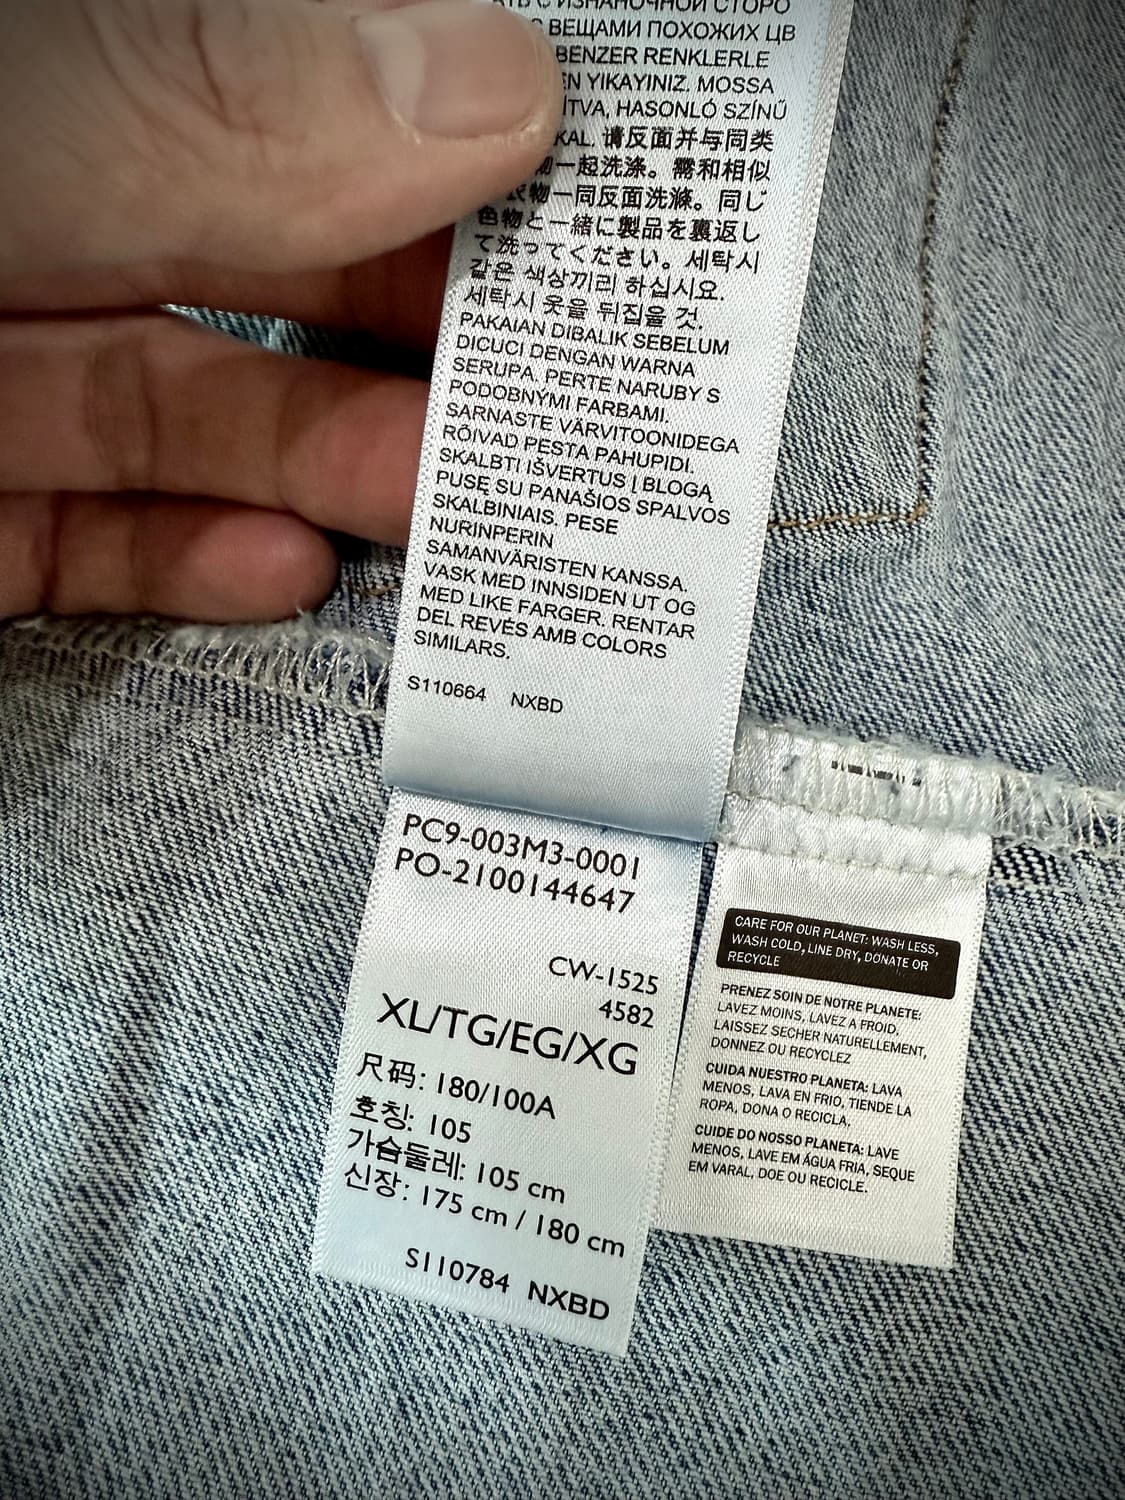 С ИЗНАНОЧНОЙ СТОРО
С ВЕЩАМИ ПОХОЖИХ ЦВ
BENZER RENKLERLE
YIKAYINIZ. MOSSA
HASONLÓ SZÍNŰ
请反面并与同类
一起洗涤。 和相似
衣物一同反面洗滌。同じ
色物と一緒に製品を裏返し
て洗ってください。세탁시
같은 색상끼리 하십시요.
세탁시 옷을 뒤집을 것.
PAKAIAN DIBALIK SEBELUM
DICUCI DENGAN WARNA
SERUPA. PERTE NARUBY S
PODOBNÝMI FARBAMI.
SARNASTE VÄRVITOONIDEGA
RÕIVAD PESTA PAHUPIDI.
SKALBTI IŠVERTUS Į BLOGĄ
PUSĘ SU PANAŠIOS SPALVOS
SKALBINIAIS. PESE
NURINPERIN
SAMANVÄRISTEN KANSSA.
VASK MED INNSIDEN UT OG
MED LIKE FARGER. RENTAR
DEL REVÉS AMB COLORS
SIMILARS.
S110664 NXBD
PC9-003M3-0001
PO-2100144647
CW-1525
4582
XL/TG/EG/XG
尺码: 180/100A
호칭: 105
가슴둘레: 105 cm
신장: 175 cm / 180 cm
S110784 NXBD
CARE FOR OUR PLANET: WASH LESS,
WASH COLD, LINE DRY, DONATE OR
RECYCLE
PRENEZ SOIN DE NOTRE PLANETE:
LAVEZ MOINS, LAVEZ A FROID,
LAISSEZ SECHER NATURELLEMENT,
DONNEZ OU RECYCLEZ
CUIDA NUESTRO PLANETA: LAVA
MENOS, LAVA EN FRIO, TIENDE LA
ROPA, DONA O RECICLA.
CUIDE DO NOSSO PLANETA: LAVE
MENOS, LAVE EM ÁGUA FRIA, SEQUE
EM VARAL, DOE OU RECICLE.